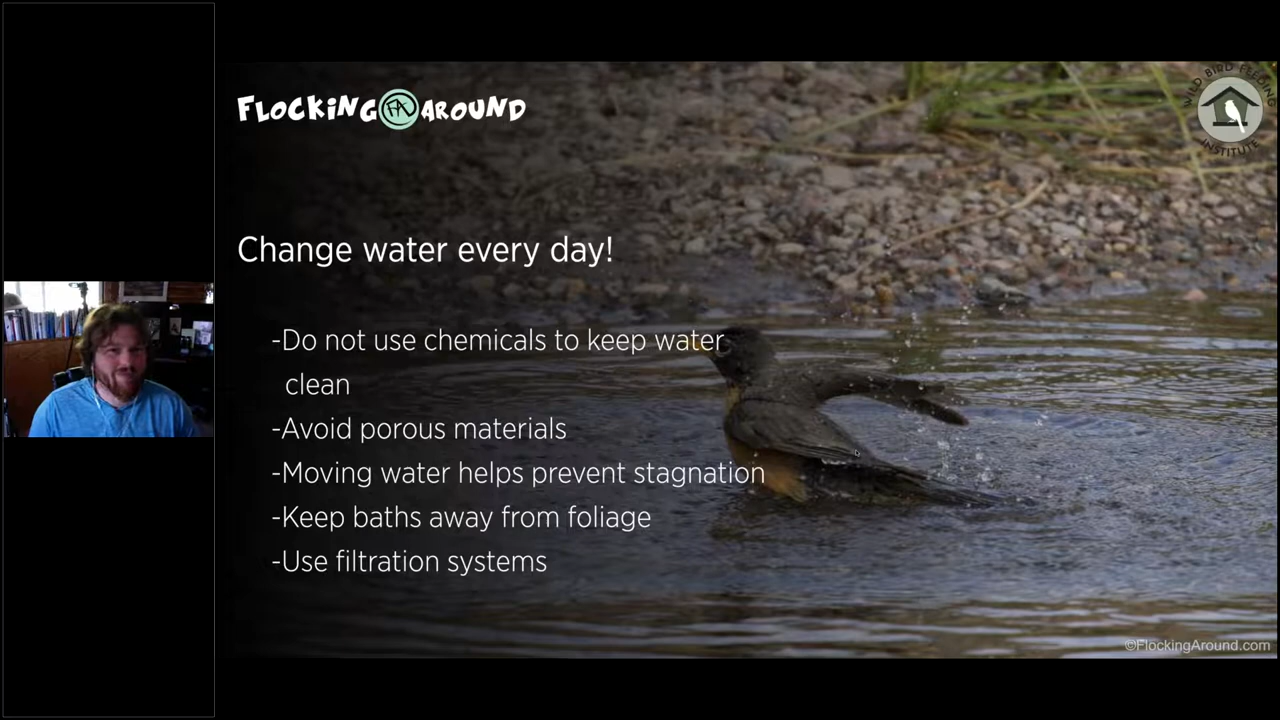 FLOCKING FA AROUND
WILD BIRD FEEDING
INSTITUTE
Change water every day!
-Do not use chemicals to keep water
clean
-Avoid porous materials
-Moving water helps prevent stagnation
-Keep baths away from foliage
-Use filtration systems
©FlockingAround.com